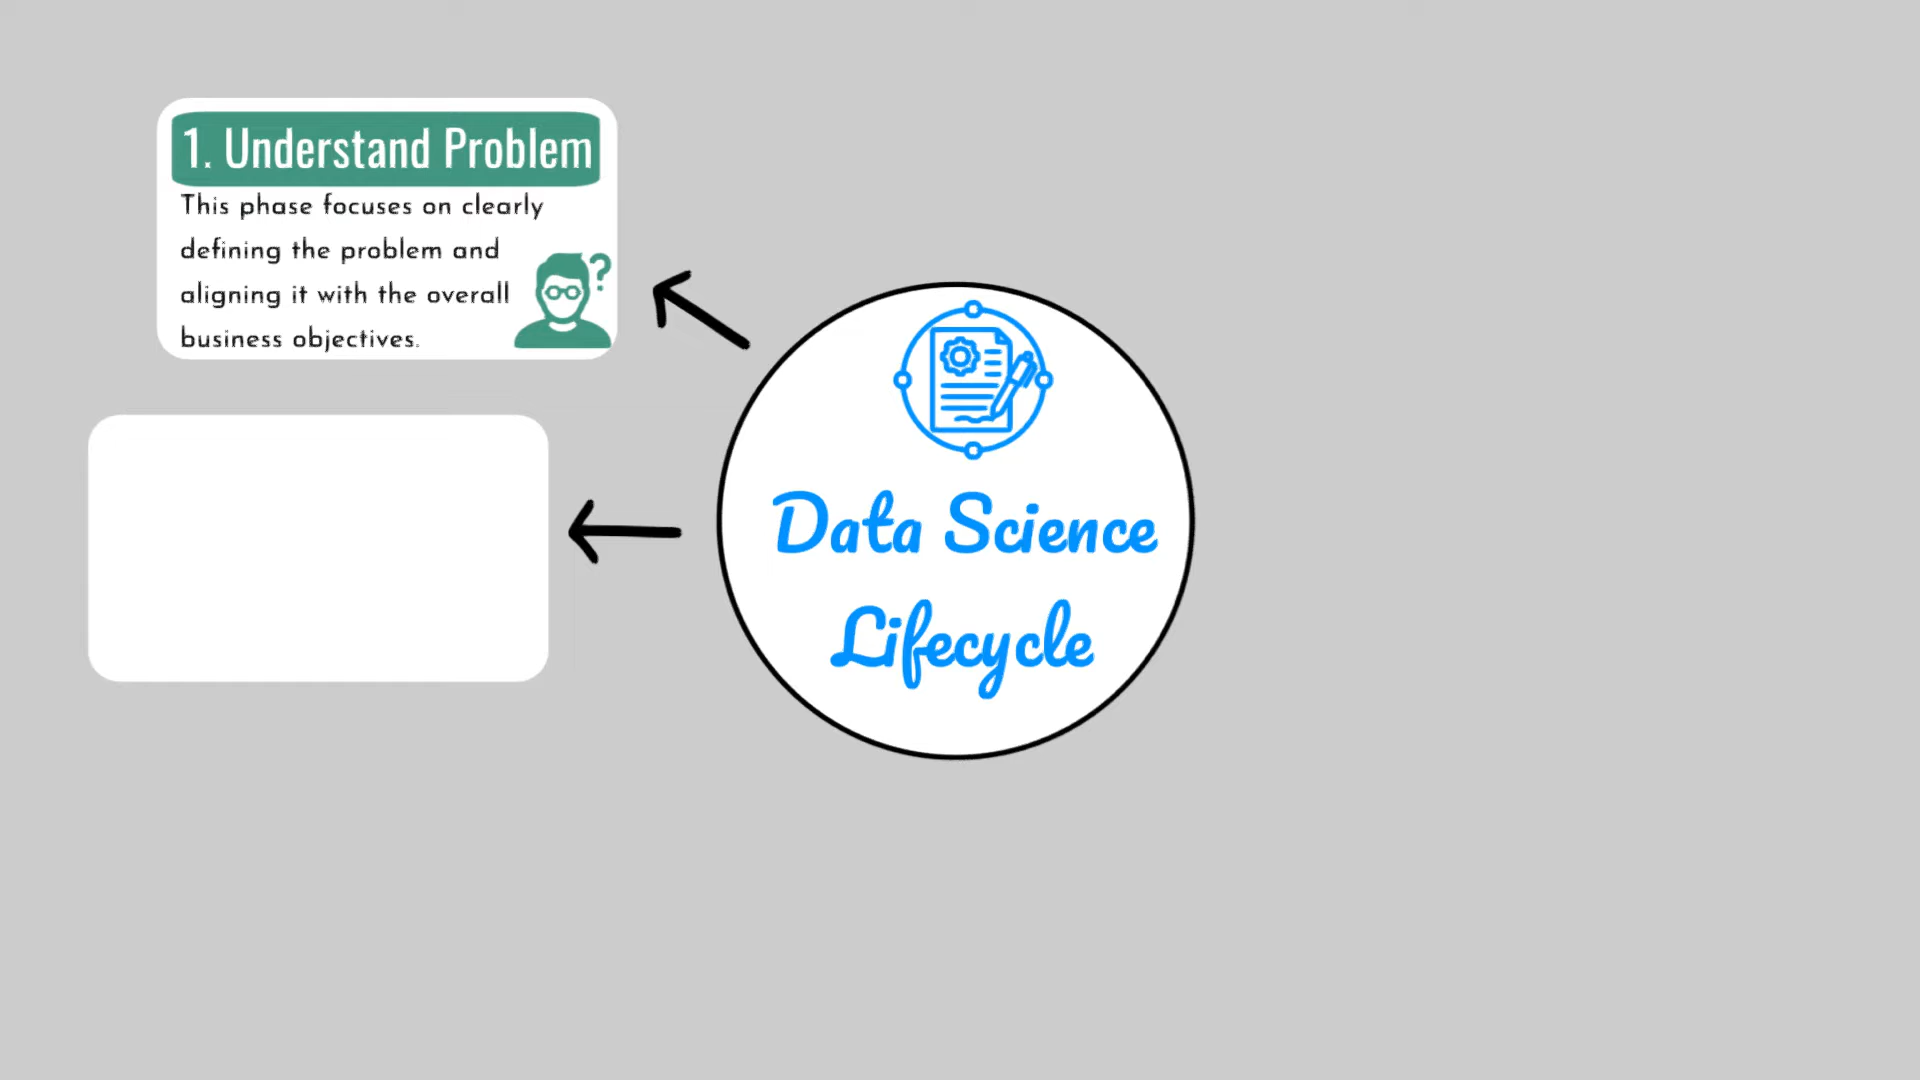 1. Understand Problem
This phase focuses on clearly
defining the problem and
aligning it with the overall
business objectives.
Data Science
Lifecycle